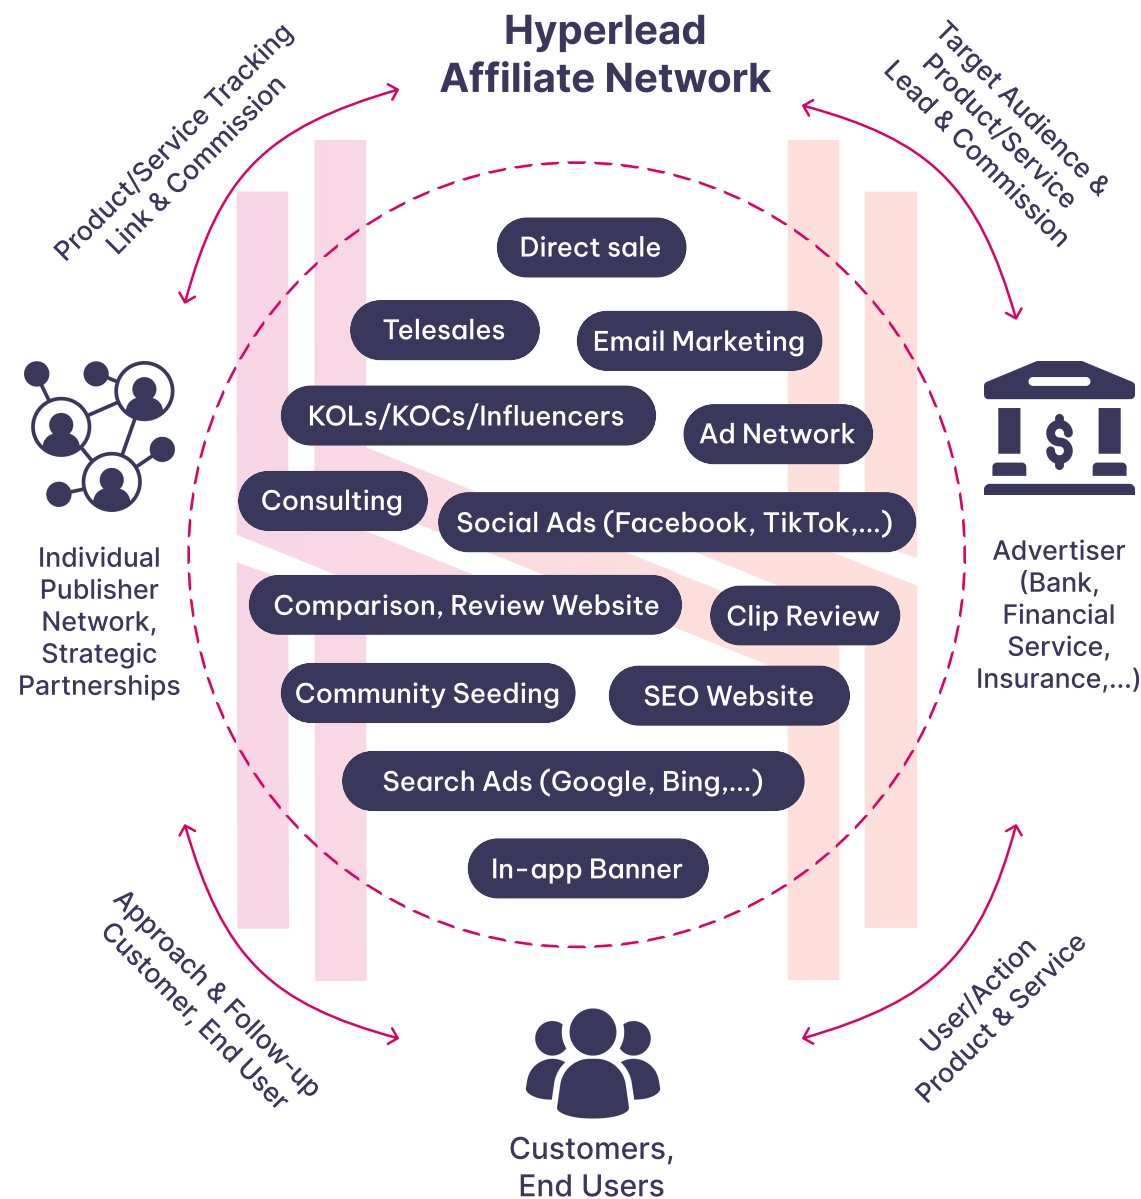 Hyperlead
Affiliate Network
Product/Service Tracking
Link & Commission
Target Audience &
Product/Service
Lead & Commission
Direct sale
Telesales
Email Marketing
KOLs/KOCs/Influencers
Ad Network
Consulting
Social Ads (Facebook, TikTok,...)
Comparison, Review Website
Clip Review
Community Seeding
SEO Website
Search Ads (Google, Bing,...)
In-app Banner
Individual
Publisher
Network,
Strategic
Partnerships
$
Advertiser
(Bank,
Financial
Service,
Insurance,...)
Approach & Follow-up
Customer, End User
User/Action
Product & Service
Customers,
End Users